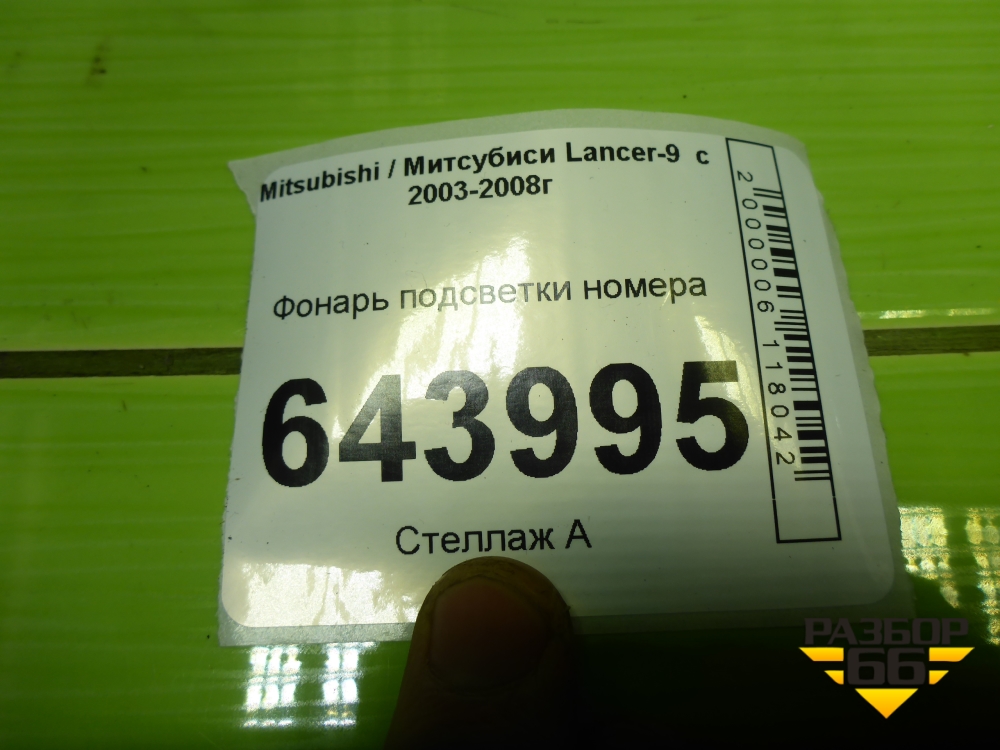 Mitsubishi / Митсубиси Lancer-9 с
2003-2008г
Фонарь подсветки номера
643995
Стеллаж А
2000006118042
РАЗБОР
66